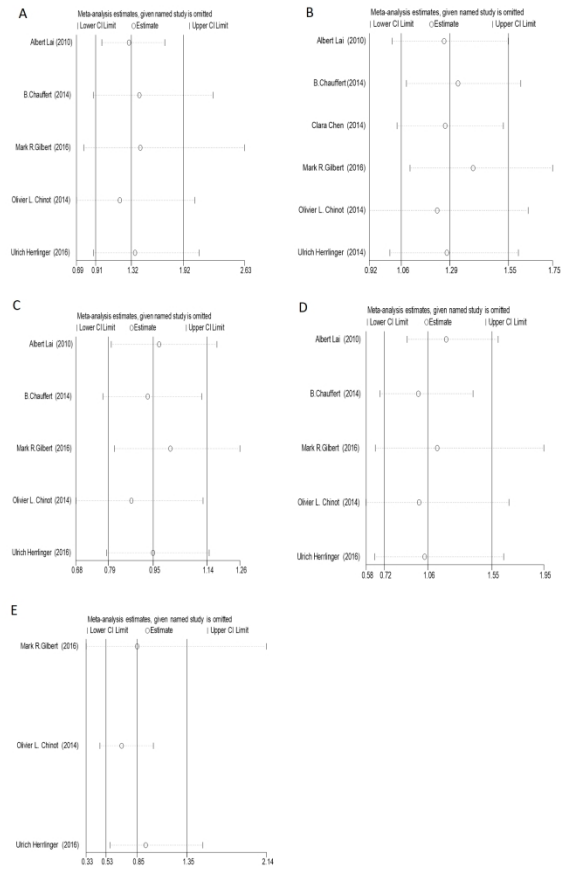 A
Meta-analysis estimates, given named study is omitted
Lower CI Limit Estimate Upper CI Limit
Albert Lai (2010)
B.Chauffert (2014)
Mark R.Gilbert (2016)
Olivier L. Chinot (2014)
Ulrich Herrlinger (2016)
0.69 0.91 1.32 1.92 2.63
B
Meta-analysis estimates, given named study is omitted
Lower CI Limit Estimate Upper CI Limit
Albert Lai (2010)
B.Chauffert (2014)
Clara Chen (2014)
Mark R.Gilbert (2016)
Olivier L. Chinot (2014)
Ulrich Herrlinger (2014)
0.92 1.06 1.29 1.55 1.75
C
Meta-analysis estimates, given named study is omitted
Lower CI Limit Estimate Upper CI Limit
Albert Lai (2010)
B.Chauffert (2014)
Mark R.Gilbert (2016)
Olivier L. Chinot (2014)
Ulrich Herrlinger (2016)
0.68 0.79 0.95 1.14 1.26
D
Meta-analysis estimates, given named study is omitted
Lower CI Limit Estimate Upper CI Limit
Albert Lai (2010)
B.Chauffert (2014)
Mark R.Gilbert (2016)
Olivier L. Chinot (2014)
Ulrich Herrlinger (2016)
0.58 0.72 1.06 1.55 1.95
E
Meta-analysis estimates, given named study is omitted
Lower CI Limit Estimate Upper CI Limit
Mark R.Gilbert (2016)
Olivier L. Chinot (2014)
Ulrich Herrlinger (2016)
0.33 0.53 0.85 1.35 2.14